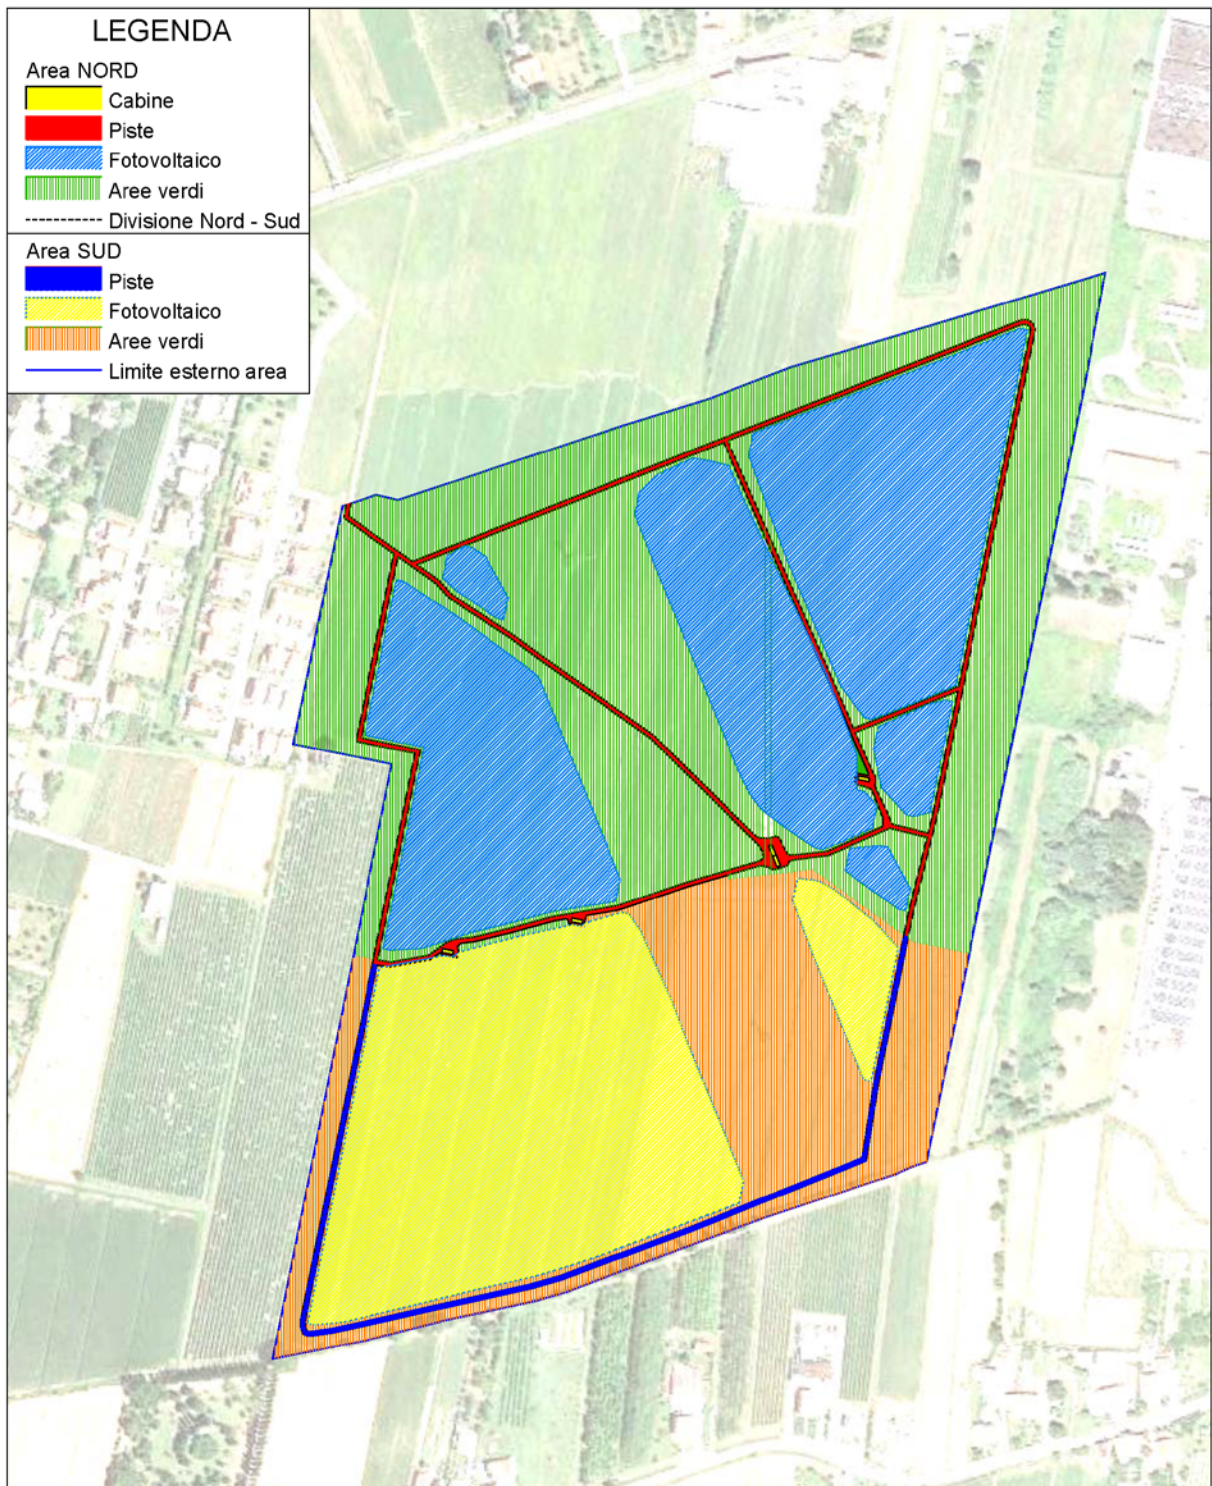 LEGENDA
Area NORD
Cabine
Piste
Fotovoltaico
Aree verdi
Divisione Nord - Sud
Area SUD
Piste
Fotovoltaico
Aree verdi
Limite esterno area